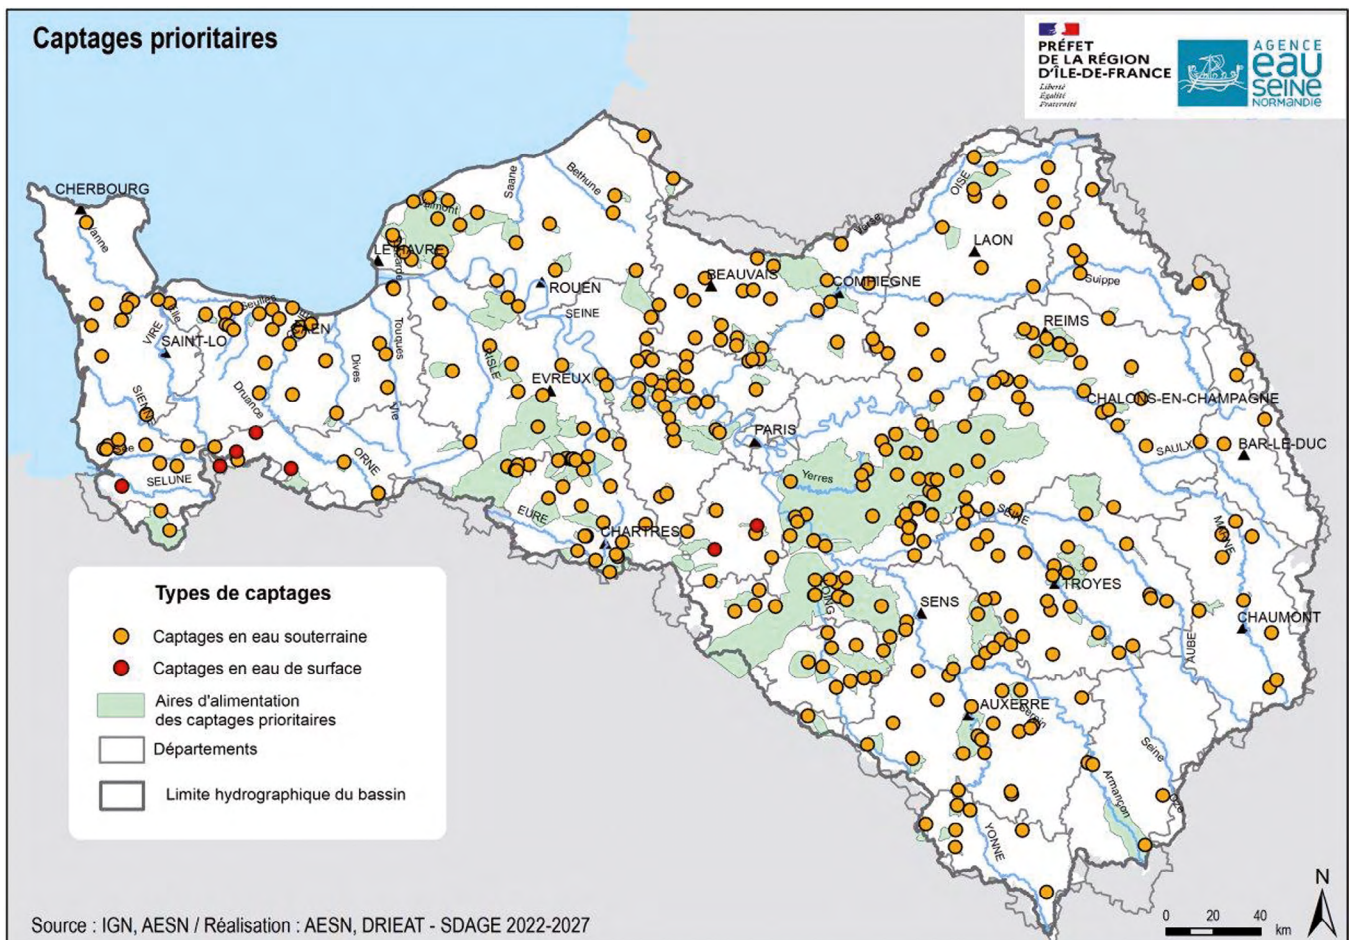 Captages prioritaires
PRÉFET
DE LA RÉGION
D'ÎLE-DE-FRANCE
Liberté
Égalité
Fraternité
AGENCE
eau
SEINE
NORMANDIE
CHERBOURG
Saane
Bethune
OISE
LE HAVRE
LAON
BEAUVAIS
COMPIEGNE
Suippe
ROUEN
SEINE
Seulles
CAEN
VIRE
SAINT-LO
REIMS
Touques
Dives
RISLE
EVREUX
SIENNE
Druance
CHALONS-EN-CHAMPAGNE
PARIS
SAULX
BAR-LE-DUC
ORNE
SELUNE
Yerres
EURE
SEINE
MARNE
CHARTRES
TROYES
LOING
SENS
CHAUMONT
AUBE
AUXERRE
Serein
Seine
Armançon
YONNE
Types de captages
Captages en eau souterraine
Captages en eau de surface
Aires d'alimentation
des captages prioritaires
Départements
Limite hydrographique du bassin
N
0 20 40
km
Source : IGN, AESN / Réalisation : AESN, DRIEAT - SDAGE 2022-2027